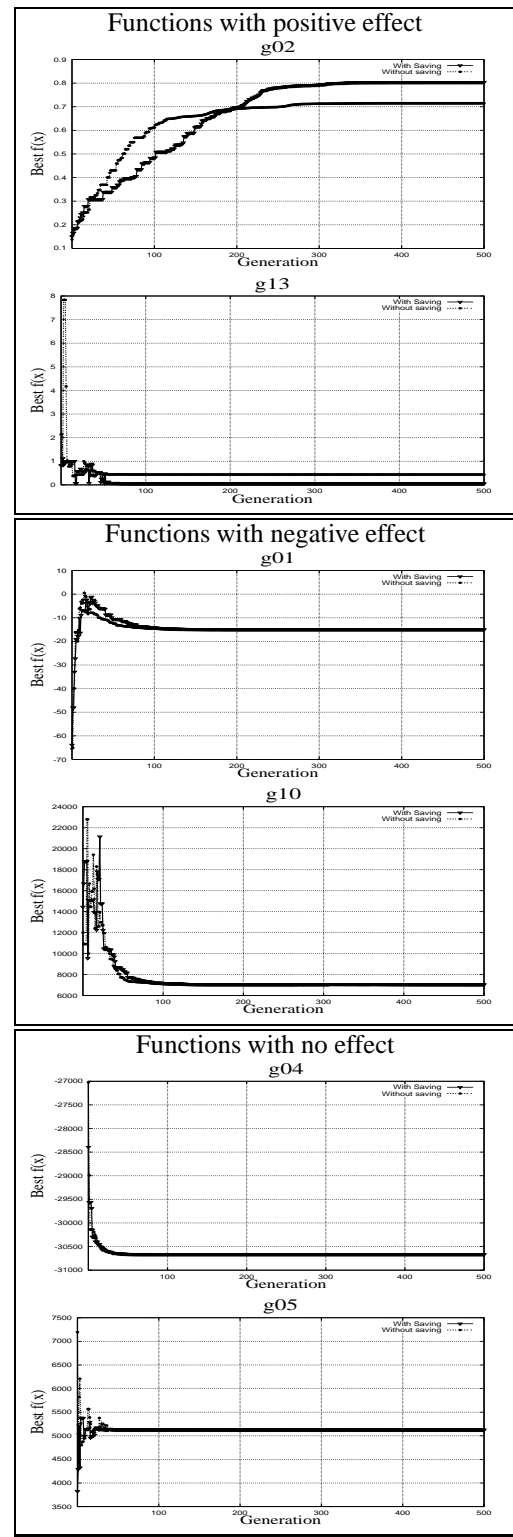 Functions with positive effect
g02
With Saving
Without saving
0.9
0.8
0.7
0.6
0.5
0.4
0.3
0.2
0.1
Best f(x)
100
200
300
400
500
Generation
g13
With Saving
Without saving
8
7
6
5
4
3
2
1
0
Best f(x)
100
200
300
400
500
Generation
Functions with negative effect
g01
With Saving
Without saving
10
0
-10
-20
-30
-40
-50
-60
-70
Best f(x)
100
200
300
400
500
Generation
g10
With Saving
Without saving
24000
22000
20000
18000
16000
14000
12000
10000
8000
6000
Best f(x)
100
200
300
400
500
Generation
Functions with no effect
g04
With Saving
Without saving
-27000
-27500
-28000
-28500
-29000
-29500
-30000
-30500
-31000
Best f(x)
100
200
300
400
500
Generation
g05
With Saving
Without saving
7500
7000
6500
6000
5500
5000
4500
4000
3500
Best f(x)
100
200
300
400
500
Generation